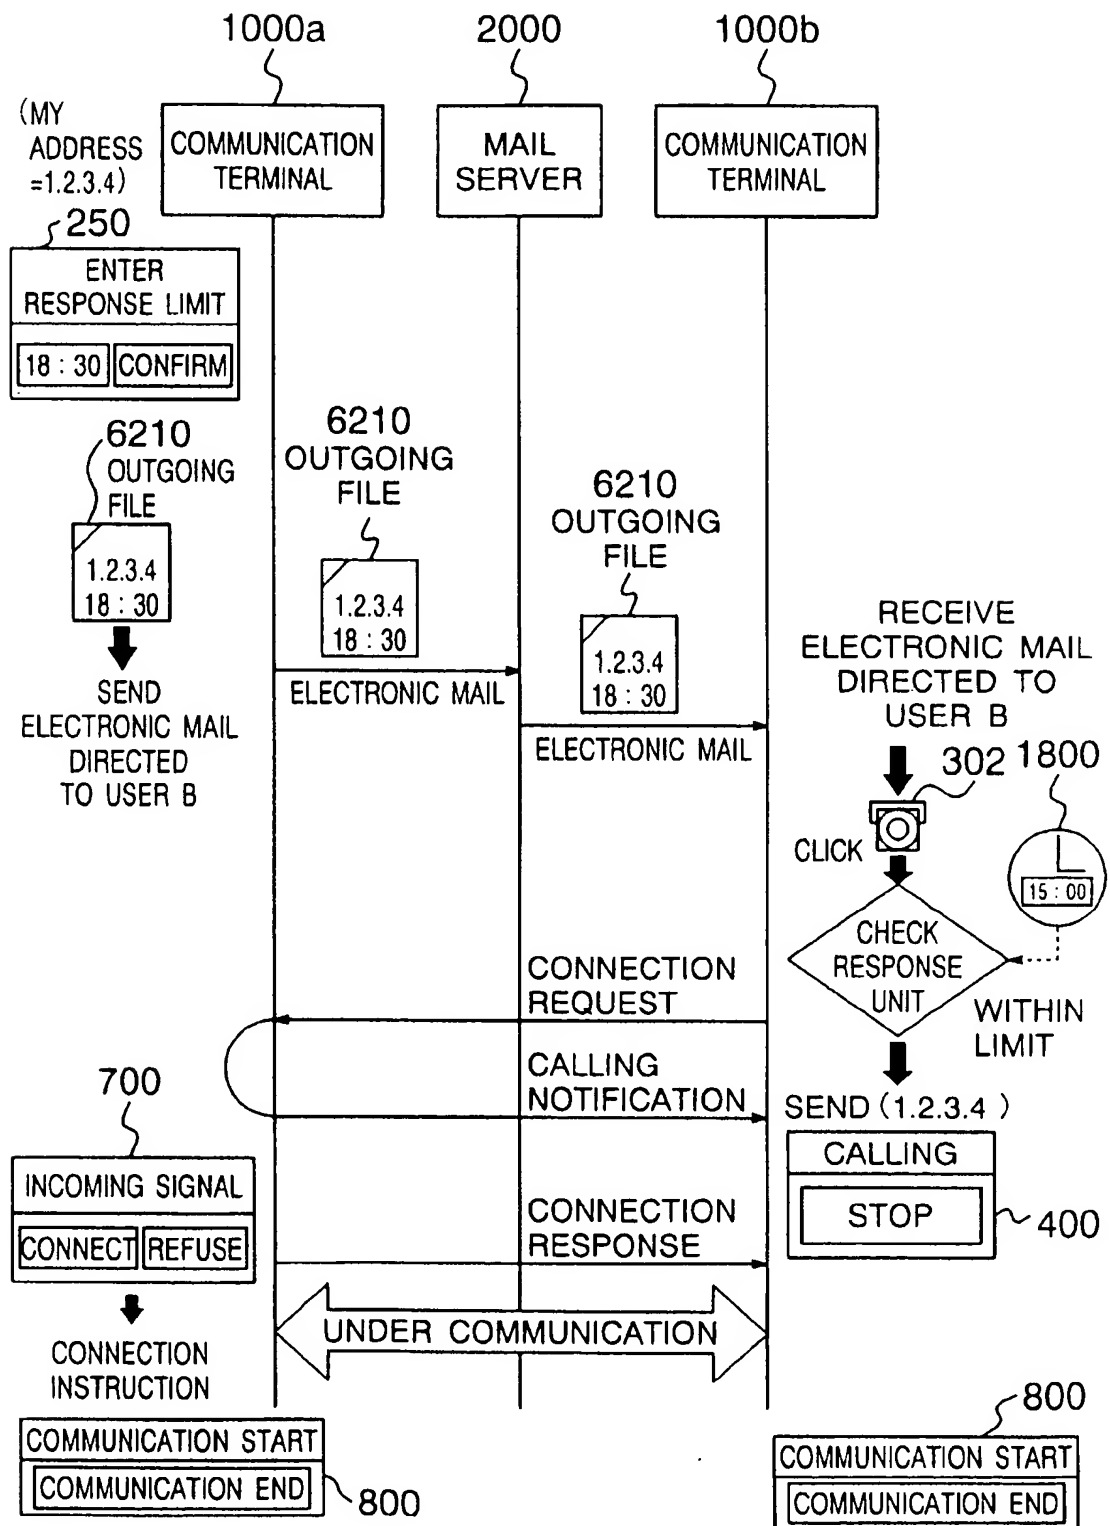 1000a
2000
1000b
(MY
ADDRESS
=1.2.3.4)
COMMUNICATION
TERMINAL
MAIL
SERVER
COMMUNICATION
TERMINAL
250
ENTER
RESPONSE LIMIT
18 : 30
CONFIRM
6210
OUTGOING
FILE
1.2.3.4
18 : 30
SEND
ELECTRONIC MAIL
DIRECTED
TO USER B
6210
OUTGOING
FILE
1.2.3.4
18 : 30
ELECTRONIC MAIL
6210
OUTGOING
FILE
1.2.3.4
18 : 30
ELECTRONIC MAIL
RECEIVE
ELECTRONIC MAIL
DIRECTED TO
USER B
302
1800
CLICK
15 : 00
CHECK
RESPONSE
UNIT
WITHIN
LIMIT
CONNECTION
REQUEST
CALLING
NOTIFICATION
SEND (1.2.3.4 )
CALLING
STOP
400
700
INCOMING SIGNAL
CONNECT
REFUSE
CONNECTION
RESPONSE
UNDER COMMUNICATION
CONNECTION
INSTRUCTION
COMMUNICATION START
COMMUNICATION END
800
800
COMMUNICATION START
COMMUNICATION END